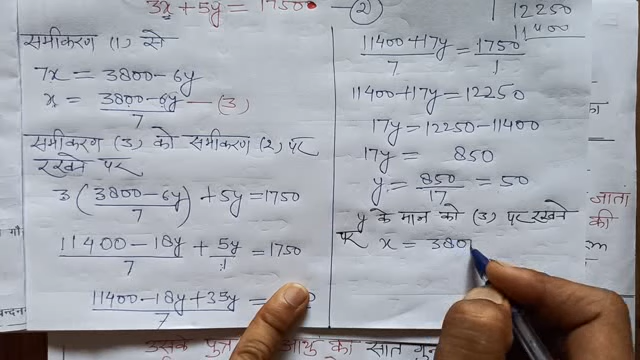 3x + 5y = 1750 — (2)
समीकरण (1) से
7x = 3800 - 6y
x = 3800 - 6y / 7 — (3)
समीकरण (3) को समीकरण (2) पर
रखने पर
3 ( 3800 - 6y / 7 ) + 5y = 1750
11400 - 18y / 7 + 5y / 1 = 1750
11400 - 18y + 35y / 7 =
12250
11400
11400 + 17y / 7 = 1750 / 1
11400 + 17y = 12250
17y = 12250 - 11400
17y = 850
y = 850 / 17 = 50
y के मान को (3) पर रखने
पर x = 380
जाता
की
उसके पुत्र आयु का सात गुन